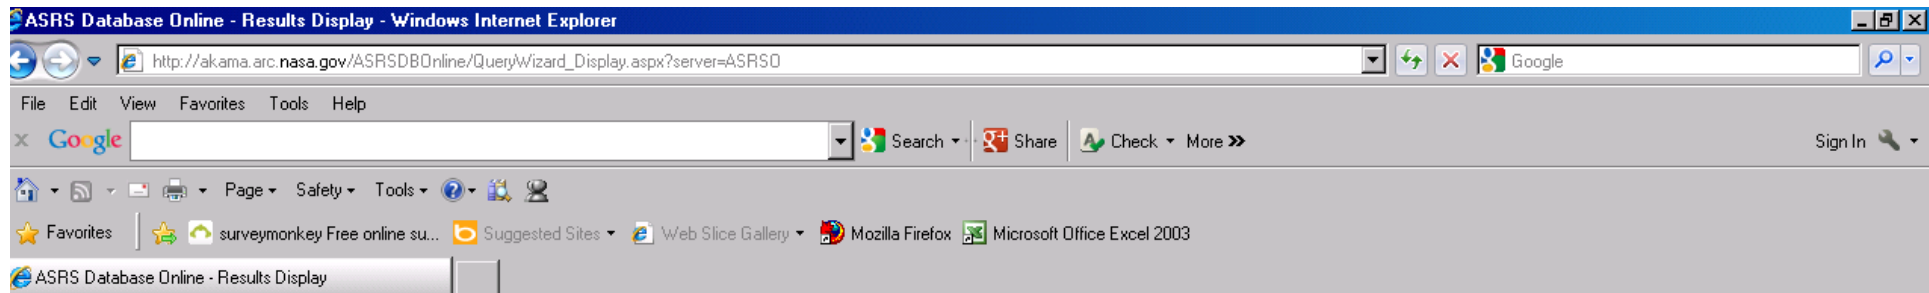 ASRS Database Online - Results Display - Windows Internet Explorer
http://akama.arc.nasa.gov/ASRSDBOnline/QueryWizard_Display.aspx?server=ASRSO Google
File Edit View Favorites Tools Help
x Google Search Share Check More >> Sign In
Page Safety Tools
Favorites surveymonkey Free online su... Suggested Sites Web Slice Gallery Mozilla Firefox Microsoft Office Excel 2003
ASRS Database Online - Results Display